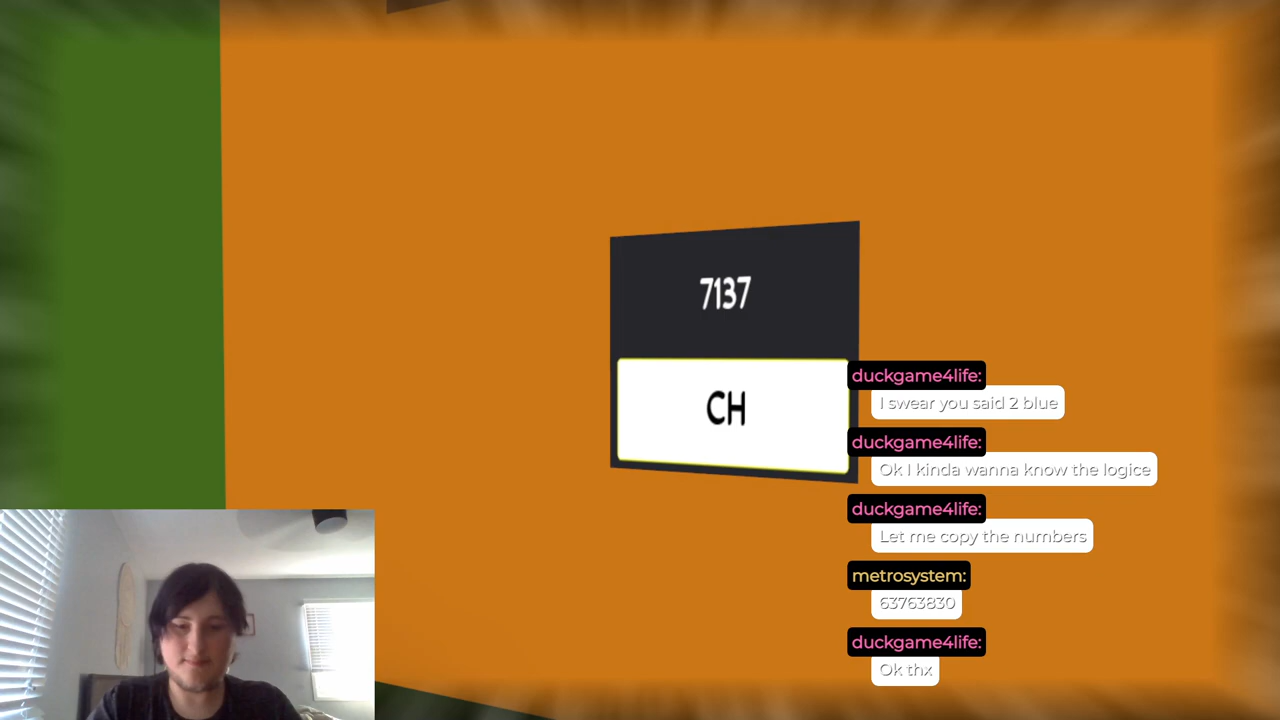 7137
CH
duckgame4life:
I swear you said 2 blue
duckgame4life:
Ok I kinda wanna know the logice
duckgame4life:
Let me copy the numbers
metrosystem:
63763830
duckgame4life:
Ok thx